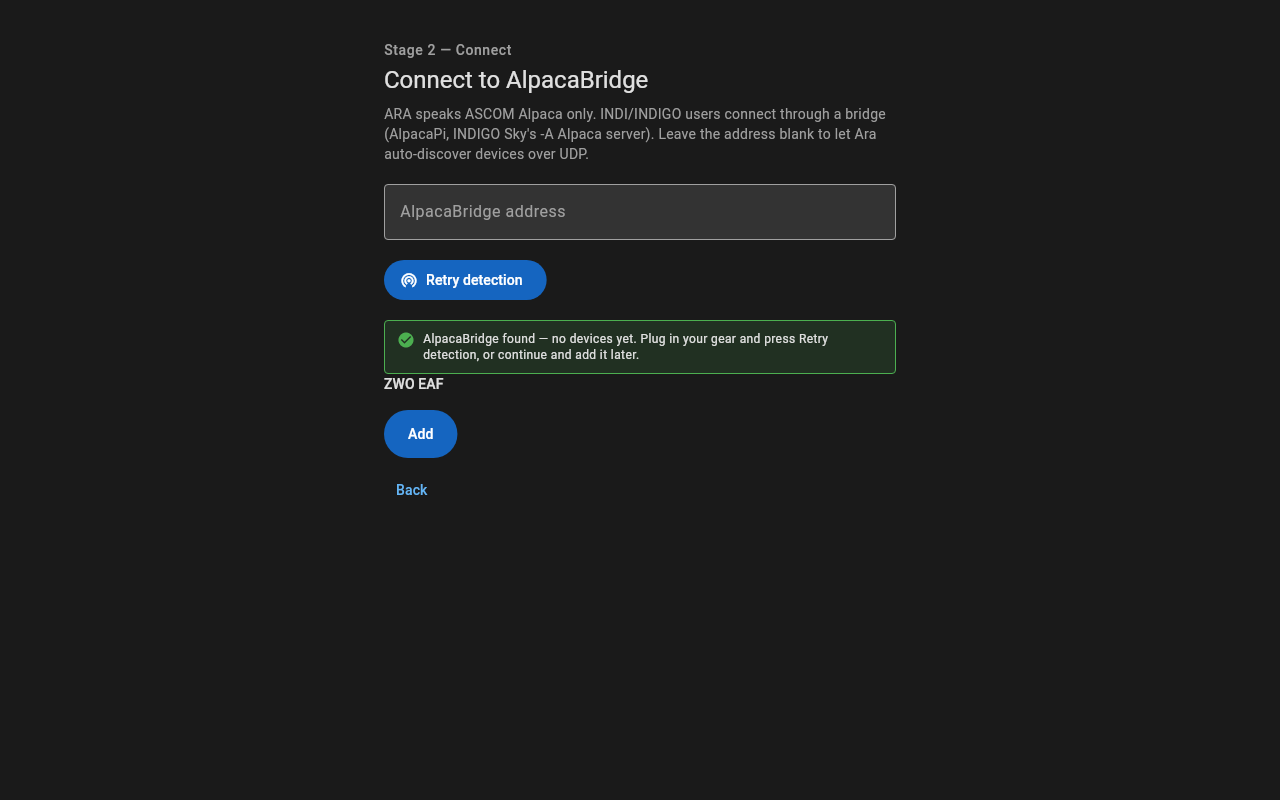 Stage 2 — Connect
Connect to AlpacaBridge
ARA speaks ASCOM Alpaca only. INDI/INDIGO users connect through a bridge
(AlpacaPi, INDIGO Sky's -A Alpaca server). Leave the address blank to let Ara
auto-discover devices over UDP.
AlpacaBridge address
Retry detection
AlpacaBridge found — no devices yet. Plug in your gear and press Retry
detection, or continue and add it later.
ZWO EAF
Add
Back